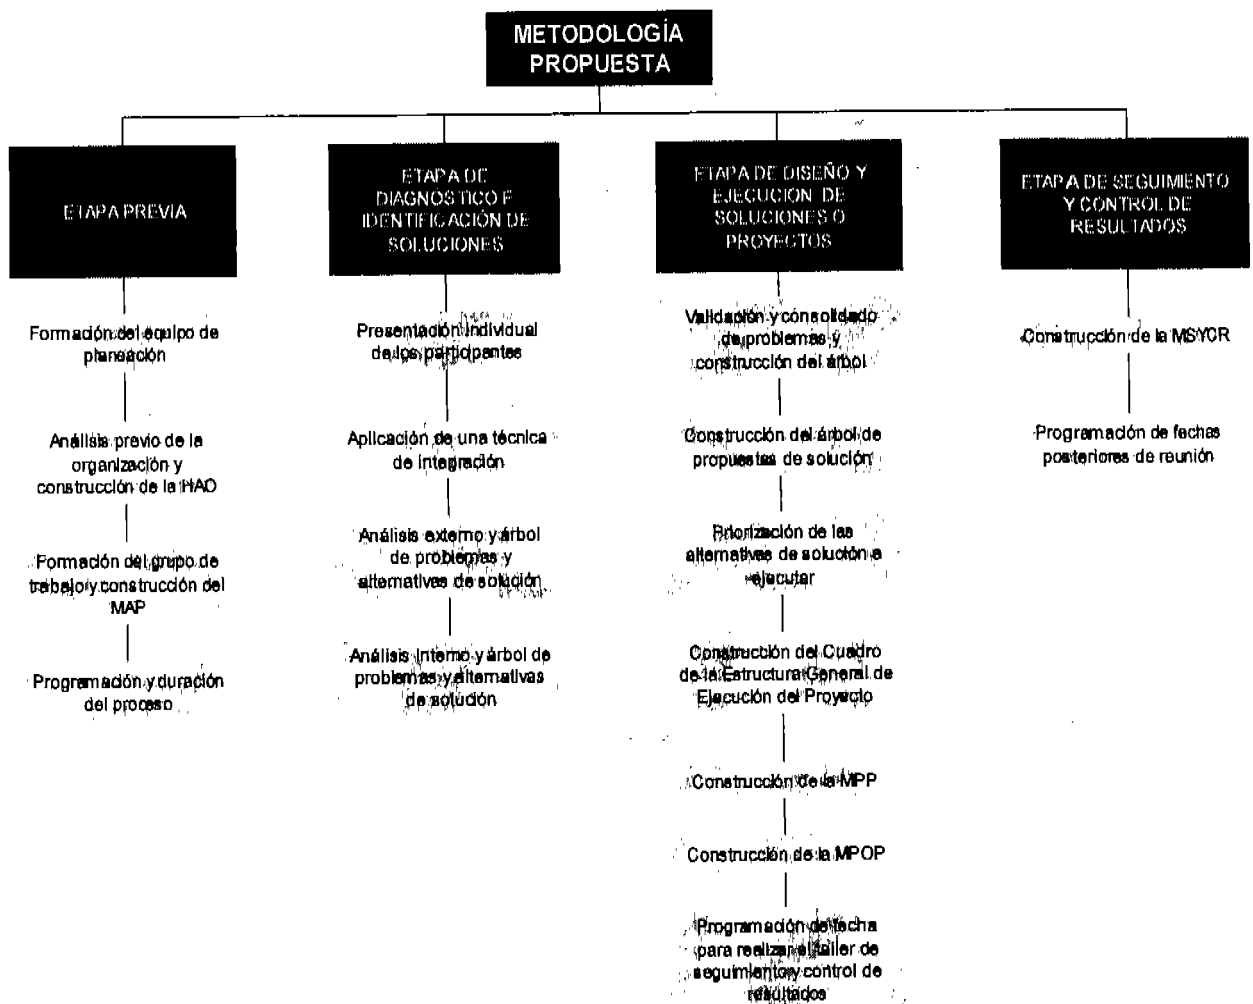 METODOLOGÍA
PROPUESTA
ETAPA PREVIA
Formación del equipo de
planeación
Análisis previo de la
organización y
construcción de la HAO
Formación del grupo de
trabajo y construcción del
MAP
Programación y duración
del proceso
ETAPA DE
DIAGNOSTICO E
IDENTIFICACIÓN DE
SOLUCIONES
Presentación individual
de los participantes
Aplicación de una técnica
de integración
Análisis externo y árbol
de problemas y
alternativas de solución
Análisis Interno y árbol de
problemas y alternativas
de solución
ETAPA DE DISEÑO Y
EJECUCION DE
SOLUCIONES O
PROYECTOS
Validación y consolidado
de problemas y
construcción del árbol
Construcción del árbol de
propuestas de solución
Priorización de las
alternativas de solución a
ejecutar
Construcción del Cuadro
de la Estructura General de
Ejecución del Proyecto
Construcción de la MPP
Construcción de la MPOP
Programación de fecha
para realizar el taller de
seguimiento y control de
resultados
ETAPA DE SEGUIMIENTO
Y CONTROL DE
RESULTADOS
Construcción de la MSYCR
Programación de fechas
posteriores de reunión